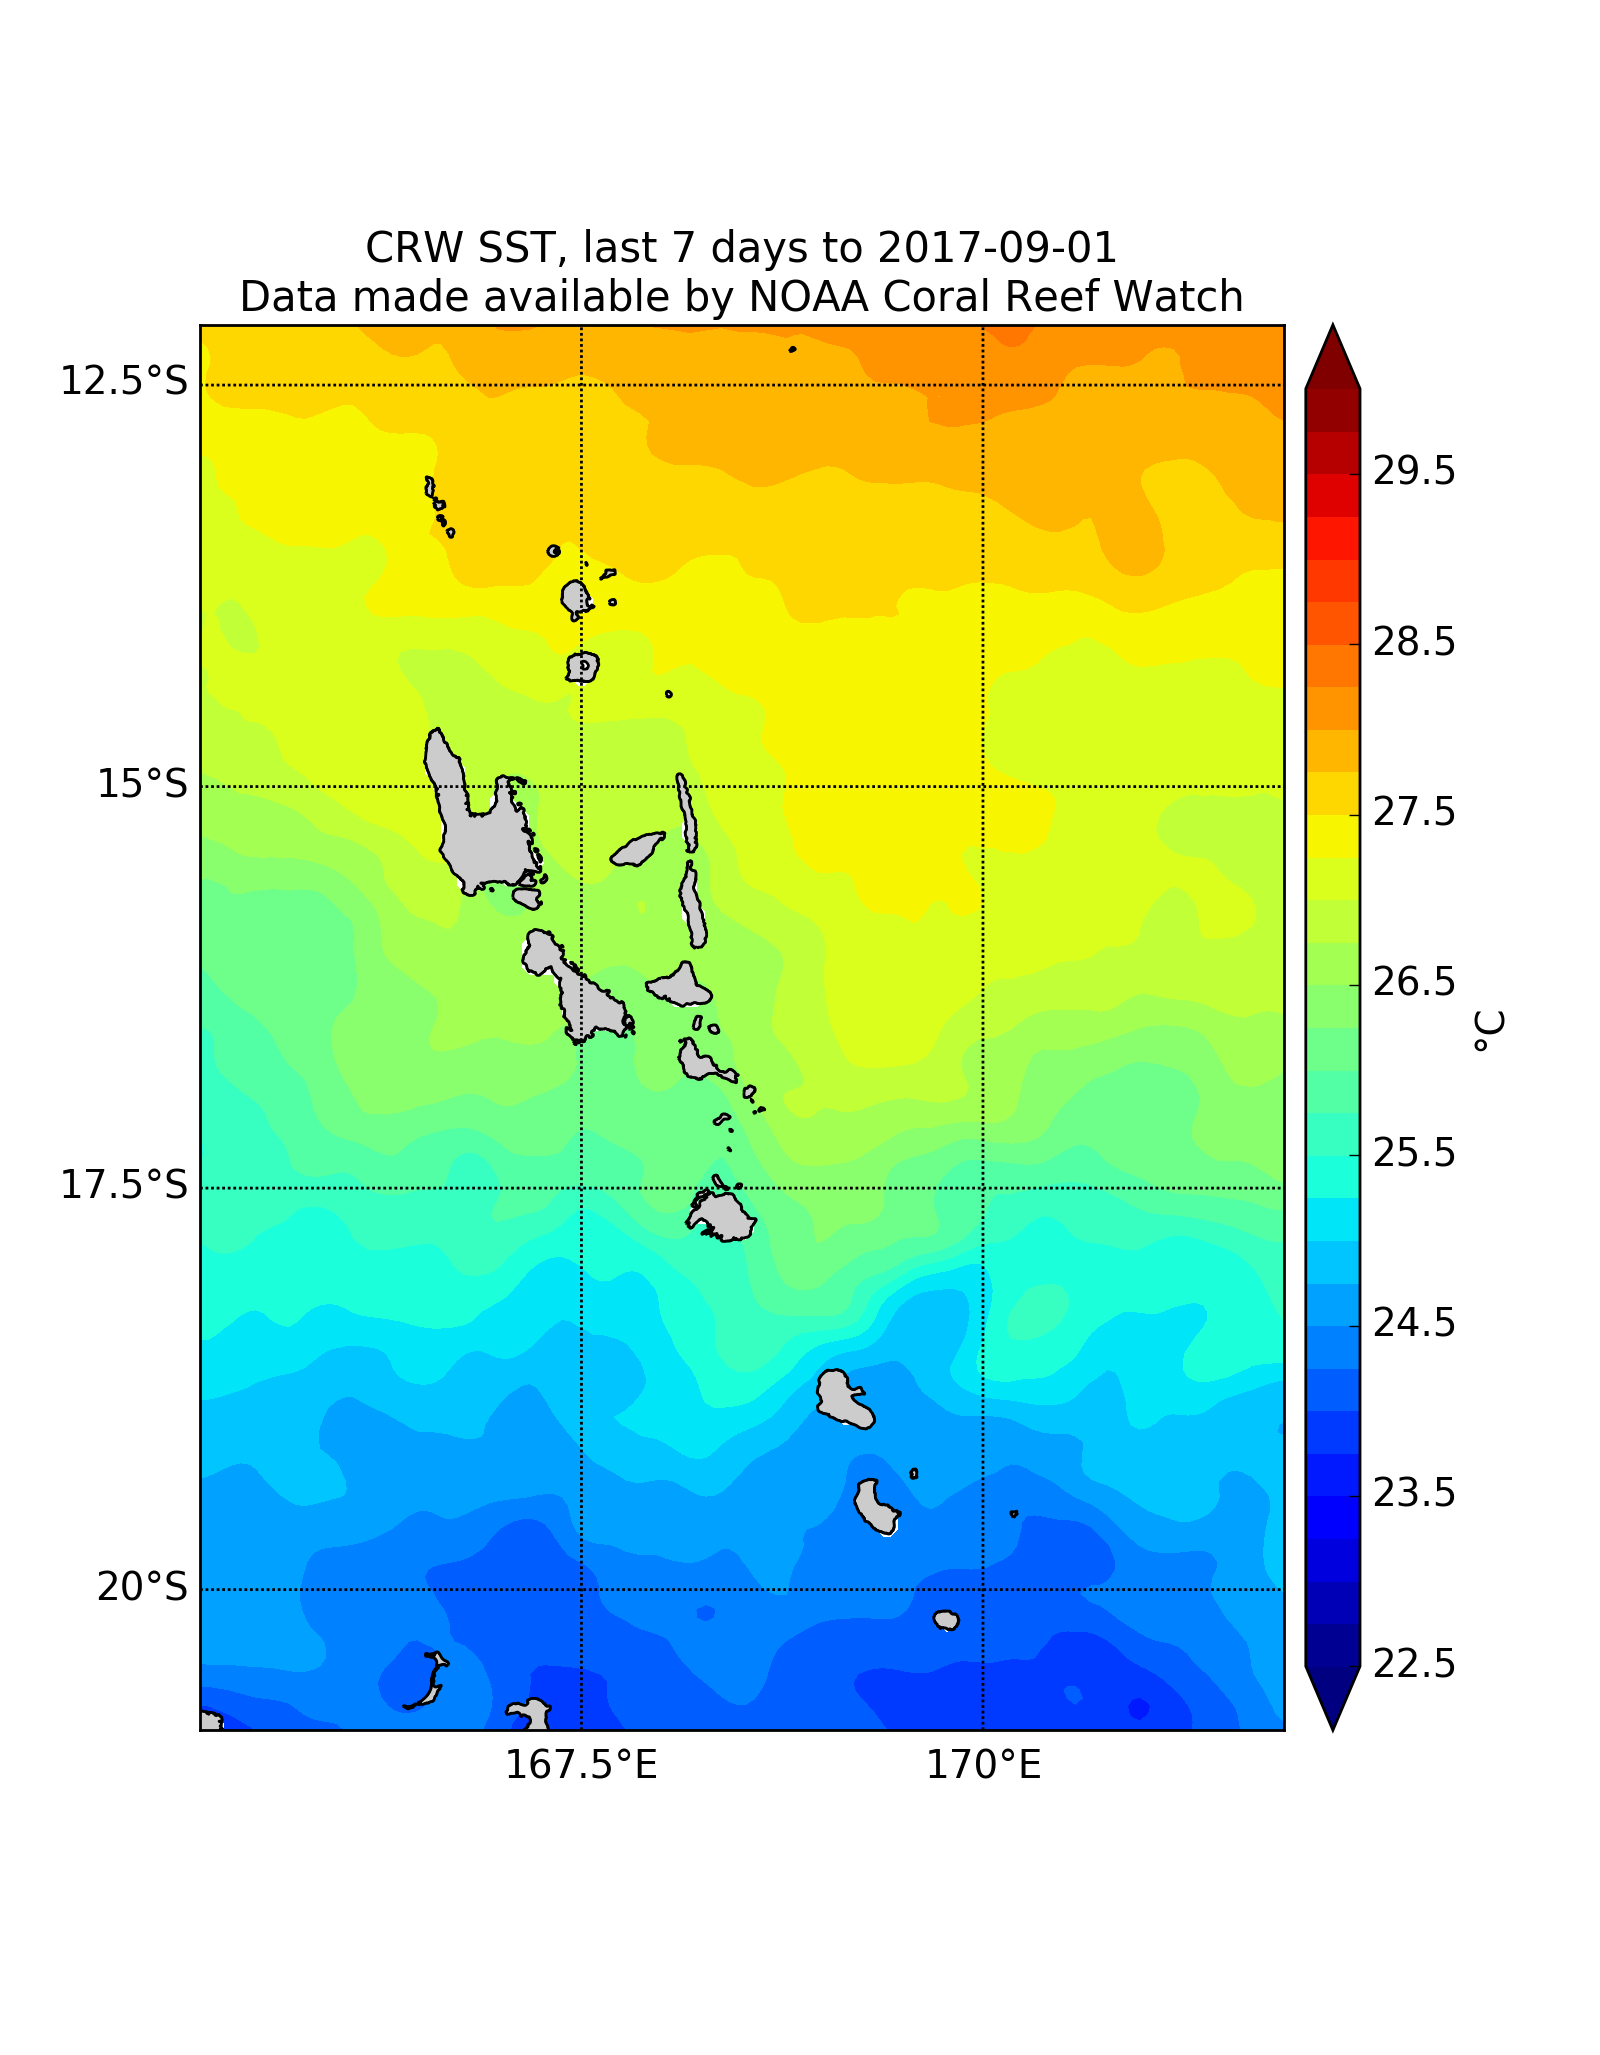 CRW SST, last 7 days to 2017-09-01
Data made available by NOAA Coral Reef Watch
12.5°S
15°S
17.5°S
20°S
167.5°E
170°E
29.5
28.5
27.5
26.5
25.5
24.5
23.5
22.5
°C